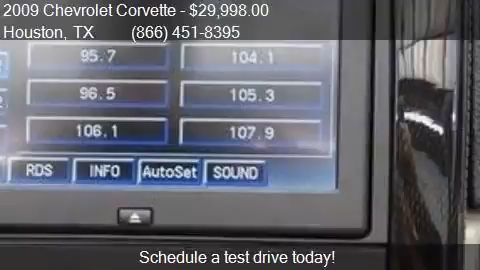 2009 Chevrolet Corvette - $29,998.00
Houston, TX (866) 451-8395
95.7 104.1
96.5 105.3
106.1 107.9
RDS INFO AutoSet SOUND
Schedule a test drive today!